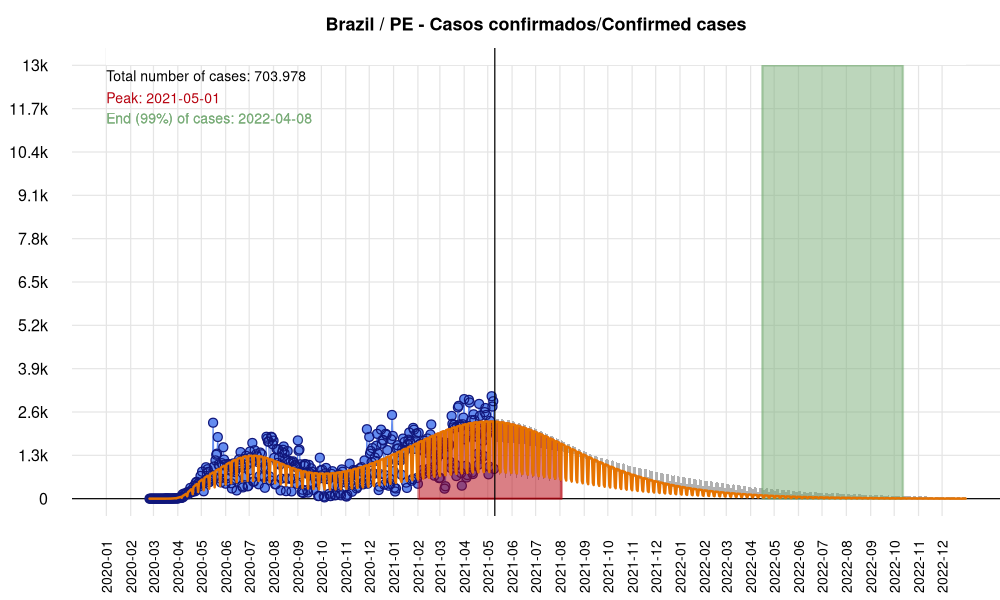 Brazil / PE - Casos confirmados/Confirmed cases
Total number of cases: 703.978
Peak: 2021-05-01
End (99%) of cases: 2022-04-08
13k
11.7k
10.4k
9.1k
7.8k
6.5k
5.2k
3.9k
2.6k
1.3k
0
2020-01
2020-02
2020-03
2020-04
2020-05
2020-06
2020-07
2020-08
2020-09
2020-10
2020-11
2020-12
2021-01
2021-02
2021-03
2021-04
2021-05
2021-06
2021-07
2021-08
2021-09
2021-10
2021-11
2021-12
2022-01
2022-02
2022-03
2022-04
2022-05
2022-06
2022-07
2022-08
2022-09
2022-10
2022-11
2022-12